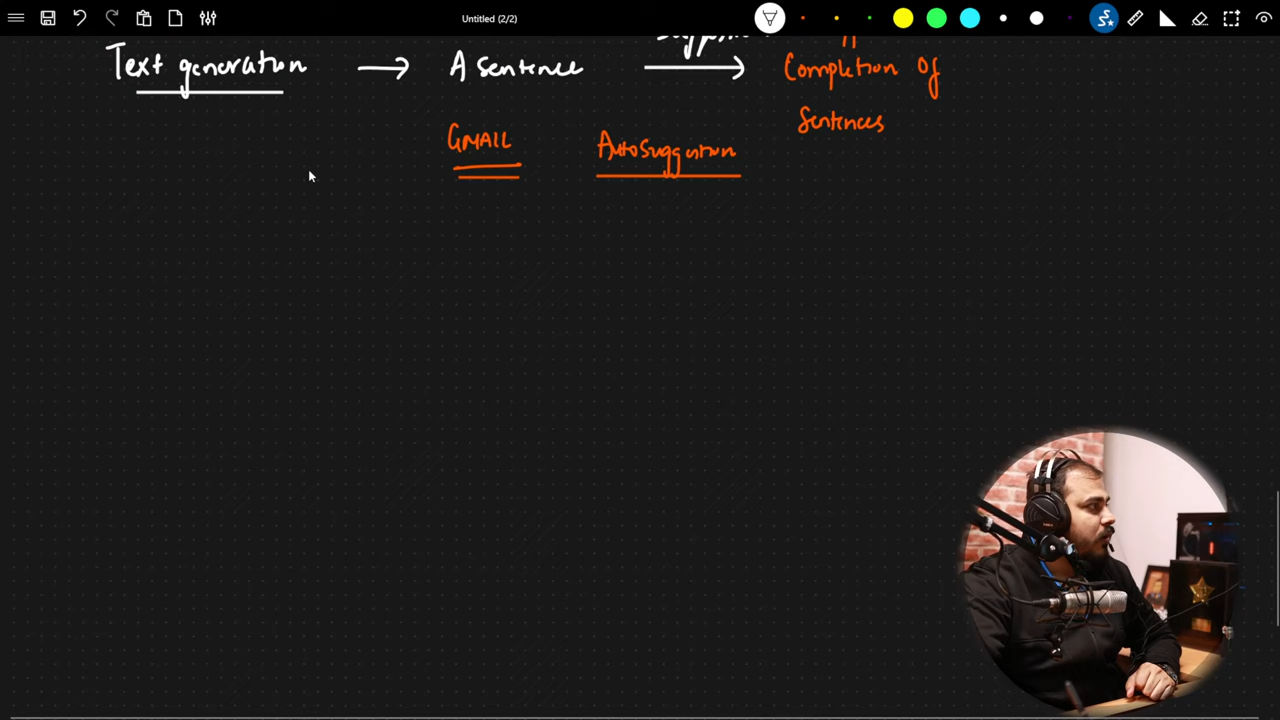 Untitled (2/2)
Text generation → A sentence → Completion Of
Sentences
GMAIL AutoSuggestion